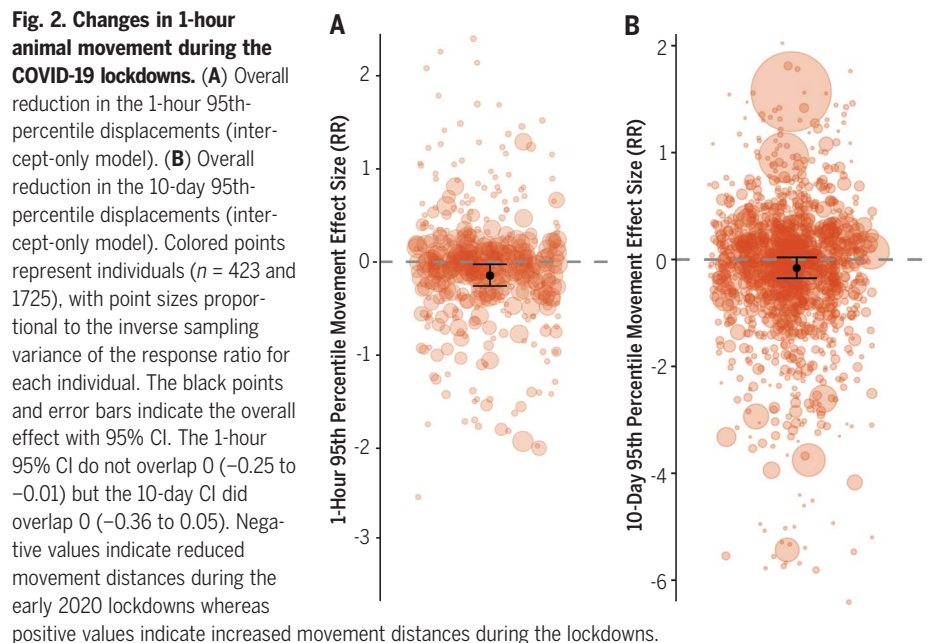 Fig. 2. Changes in 1-hour
animal movement during the
COVID-19 lockdowns. (A) Overall
reduction in the 1-hour 95th-
percentile displacements (inter-
cept-only model). (B) Overall
reduction in the 10-day 95th-
percentile displacements (inter-
cept-only model). Colored points
represent individuals (n = 423 and
1725), with point sizes propor-
tional to the inverse sampling
variance of the response ratio for
each individual. The black points
and error bars indicate the overall
effect with 95% CI. The 1-hour
95% CI do not overlap 0 (−0.25 to
−0.01) but the 10-day CI did
overlap 0 (−0.36 to 0.05). Nega-
tive values indicate reduced
movement distances during the
early 2020 lockdowns whereas
positive values indicate increased movement distances during the lockdowns.
A
1-Hour 95th Percentile Movement Effect Size (RR)
2
1
0
-1
-2
-3
B
10-Day 95th Percentile Movement Effect Size (RR)
2
1
0
-2
-4
-6